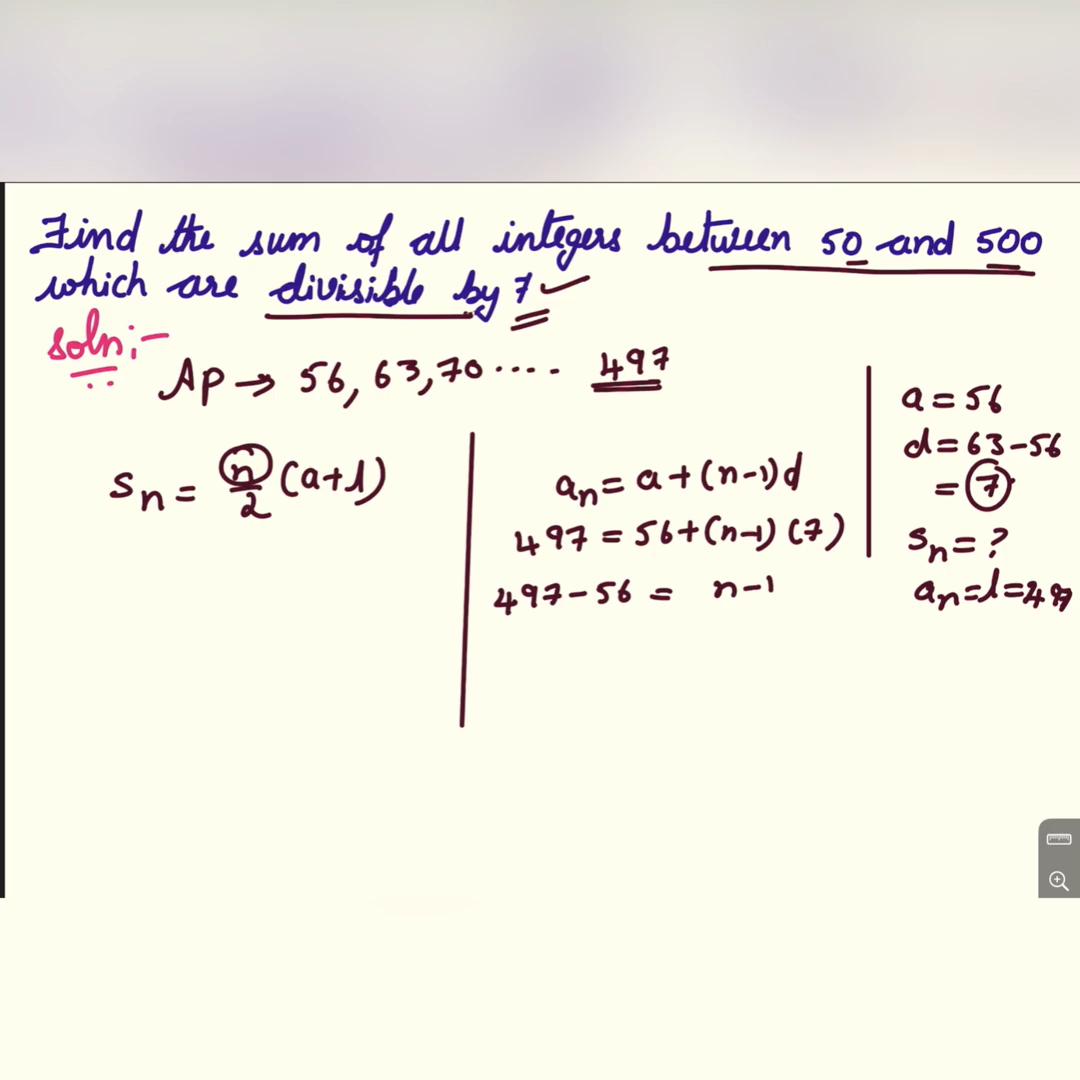 Find the sum of all integers between 50 and 500
which are divisible by 7 ✓
Soln:-
AP → 56, 63, 70 ..... 497
Sn = n/2 (a+l)
an = a + (n-1)d
497 = 56+(n-1) (7)
497-56 = n-1
a = 56
d = 63-56
= 7
Sn = ?
an=l=497